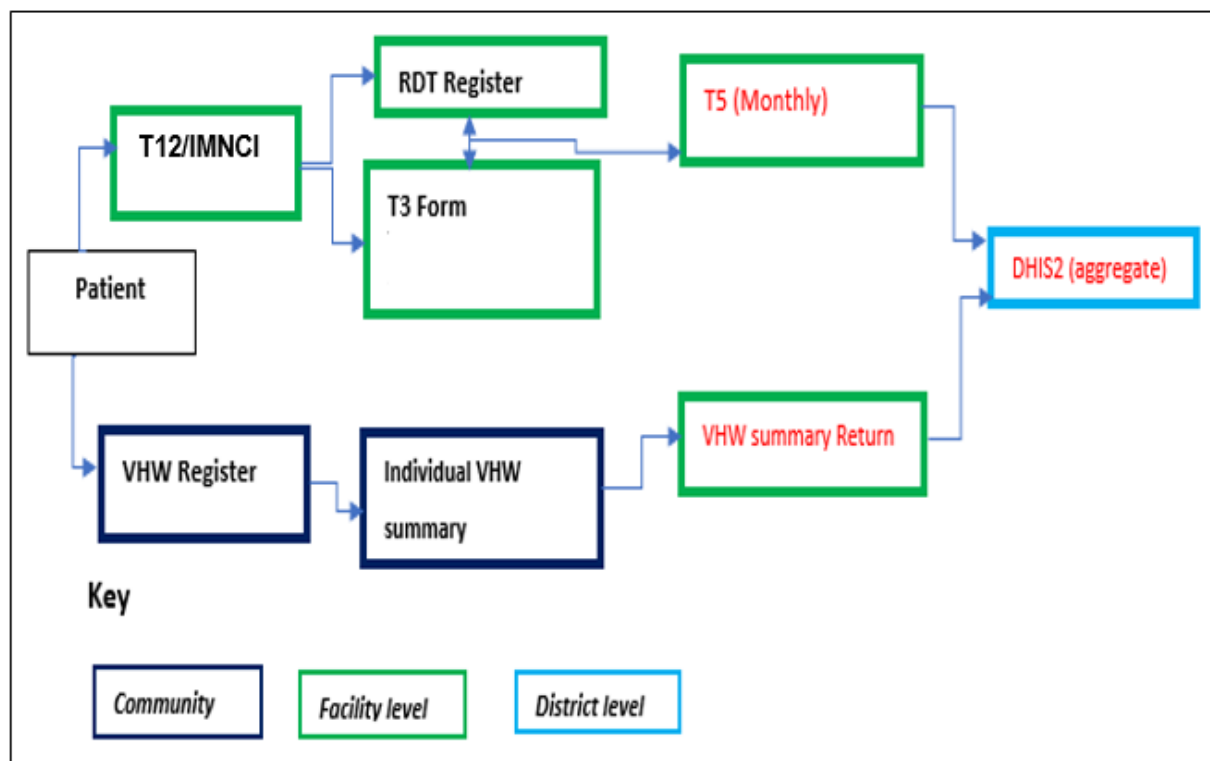 RDT Register
T5 (Monthly)
T12/IMNCI
T3 Form
Patient
DHIS2 (aggregate)
VHW Register
Individual VHW
summary
VHW summary Return
Key
Community
Facility level
District level